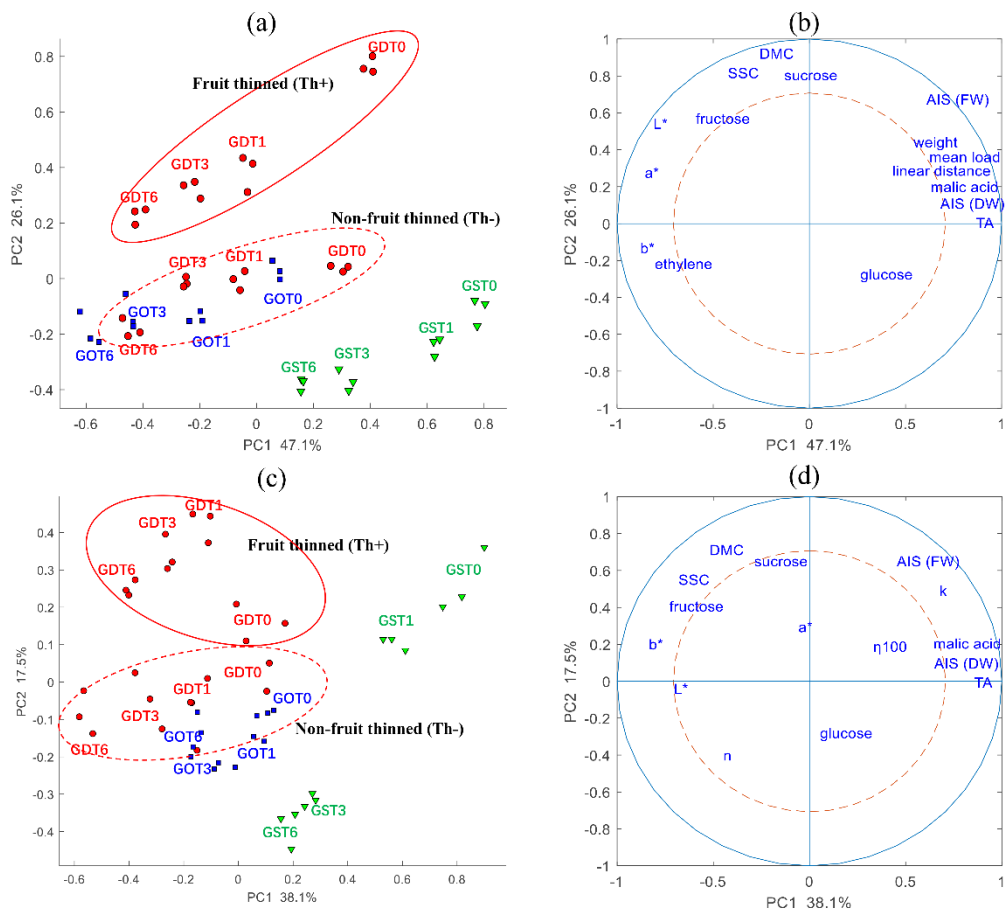 (a)
0.8
0.6
0.4
0.2
0
-0.2
-0.4
PC2 26.1%
-0.6
-0.4
-0.2
0
0.2
0.4
0.6
0.8
PC1 47.1%
GDT0
Fruit thinned (Th+)
GDT1
GDT3
GDT6
Non-fruit thinned (Th-)
GDT0
GDT1
GDT3
GOT0
GOT3
GOT1
GOT6
GDT6
GST0
GST1
GST3
GST6
(b)
1
0.8
0.6
0.4
0.2
0
-0.2
-0.4
-0.6
-0.8
-1
PC2 26.1%
-1
-0.5
0
0.5
1
PC1 47.1%
DMC
SSC
sucrose
AIS (FW)
L*
fructose
weight
mean load
a*
linear distance
malic acid
AIS (DW)
TA
b*
ethylene
glucose
(c)
0.4
0.3
0.2
0.1
0
-0.1
-0.2
-0.3
-0.4
PC2 17.5%
-0.6
-0.4
-0.2
0
0.2
0.4
0.6
0.8
PC1 38.1%
GDT1
GDT3
Fruit thinned (Th+)
GDT6
GDT0
GST0
GST1
GDT0
GDT1
GOT0
GDT3
Non-fruit thinned (Th-)
GOT6
GOT1
GDT6
GOT3
GST3
GST6
(d)
1
0.8
0.6
0.4
0.2
0
-0.2
-0.4
-0.6
-0.8
-1
PC2 17.5%
-1
-0.5
0
0.5
1
PC1 38.1%
DMC
sucrose
AIS (FW)
SSC
k
fructose
a*
b*
η100
malic acid
AIS (DW)
L*
TA
glucose
n